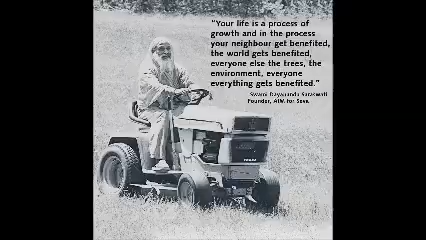 "Your life is a process of
growth and in the process
your neighbour get benefited,
the world gets benefited,
everyone else the trees, the
environment, everyone
everything gets benefited."
Swami Dayananda Saraswati
Founder, AIM for Seva.